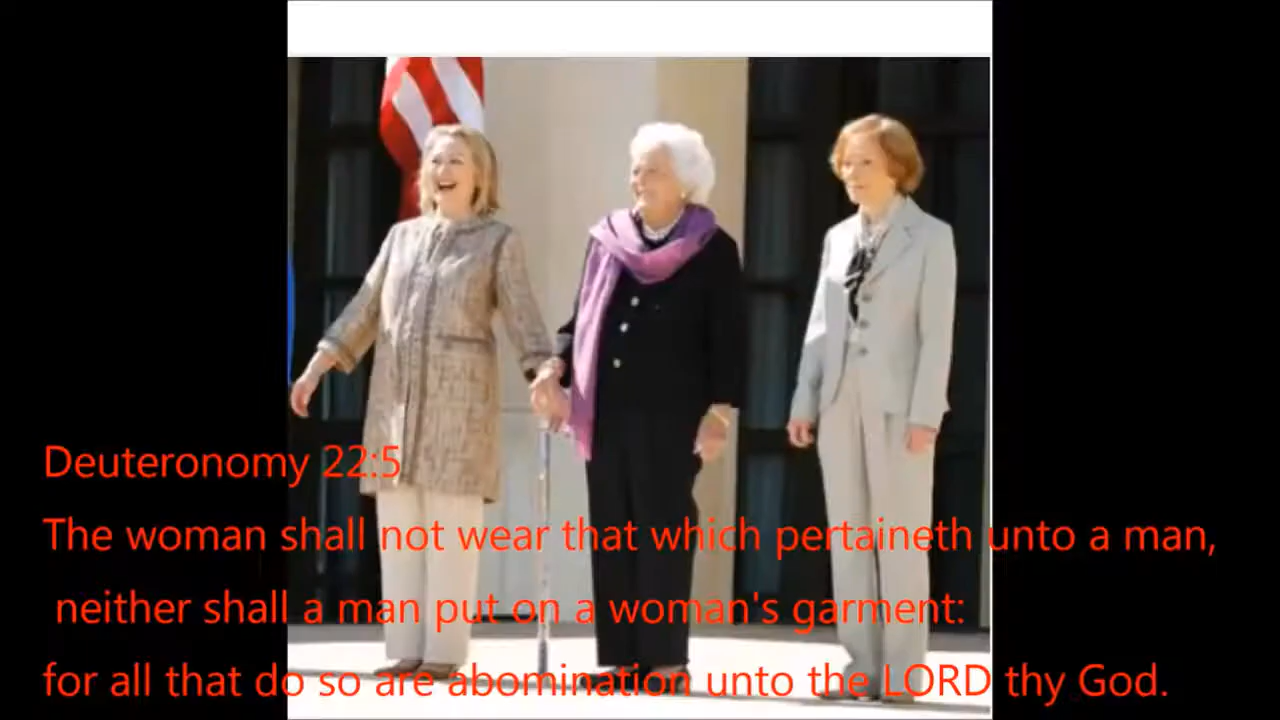 Deuteronomy 22:5
The woman shall not wear that which pertaineth unto a man,
neither shall a man put on a woman's garment:
for all that do so are abomination unto the LORD thy God.